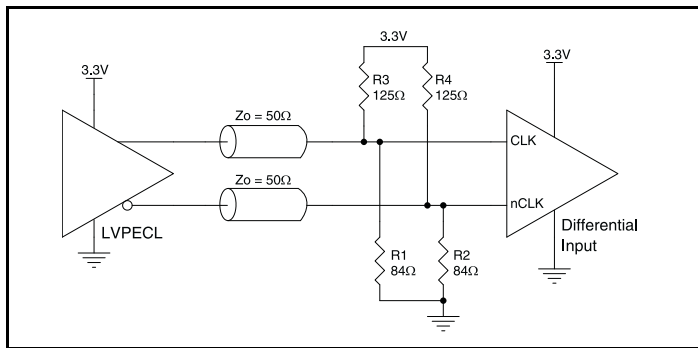 3.3V
3.3V
3.3V
R3
125Ω
R4
125Ω
Zo = 50Ω
CLK
Zo = 50Ω
nCLK
LVPECL
Differential
Input
R1
84Ω
R2
84Ω